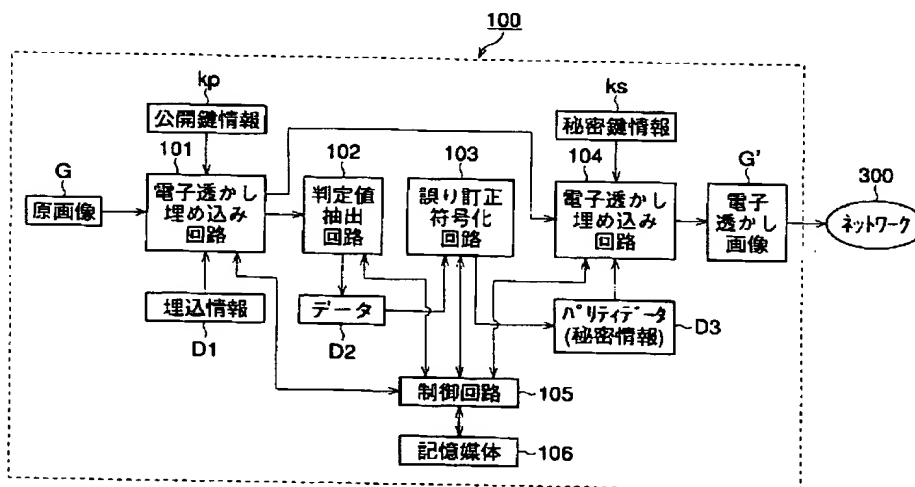 100
kp
公開鍵情報
101
G
原画像
電子透かし
埋め込み
回路
埋込情報
D1
102
判定値
抽出
回路
データ
D2
103
誤り訂正
符号化
回路
ks
秘密鍵情報
104
電子透かし
埋め込み
回路
パリティデータ
(秘密情報)
D3
G'
電子
透かし
画像
300
ネットワーク
制御回路
105
記憶媒体
106